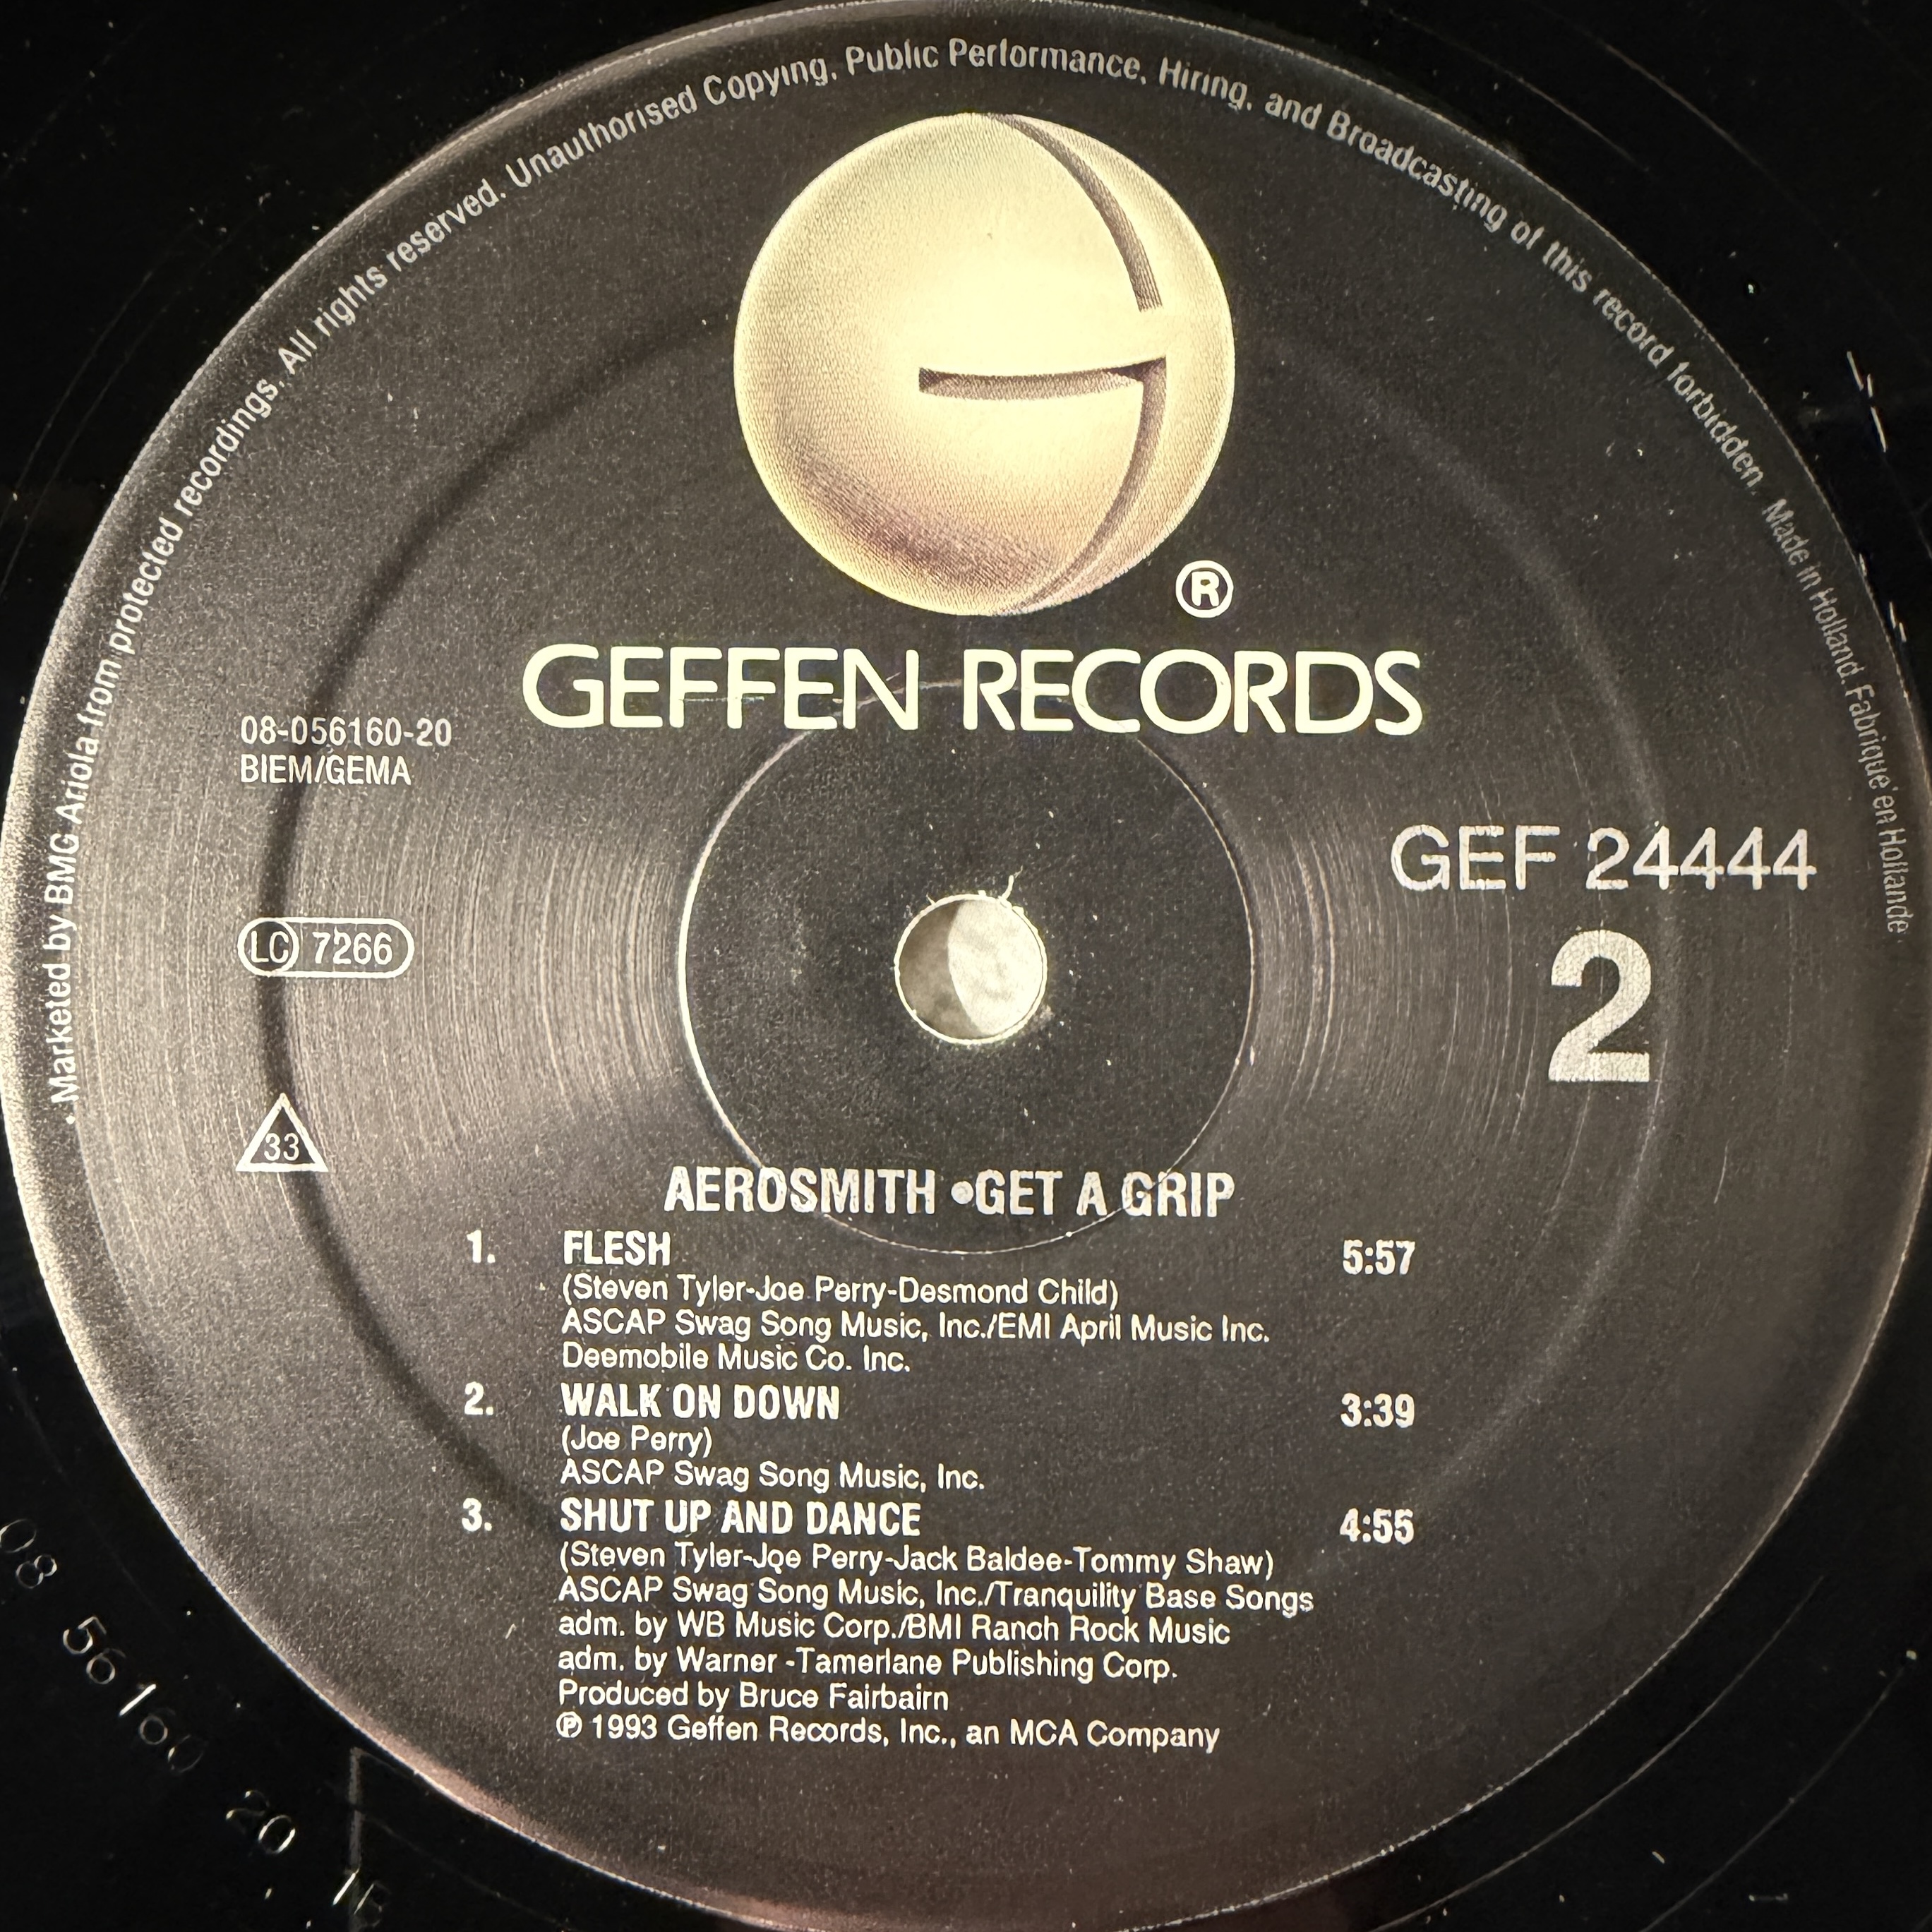 • Marketed by BMG Ariola from protected recordings. All rights reserved. Unauthorised Copying, Public Performance, Hiring, and Broadcasting of this record forbidden. Made in Holland. Fabriqué en Hollande
®
GEFFEN RECORDS
08-056160-20
BIEM/GEMA
GEF 24444
LC 7266
2
33
AEROSMITH •GET A GRIP
1. FLESH 5:57
(Steven Tyler-Joe Perry-Desmond Child)
ASCAP Swag Song Music, Inc./EMI April Music Inc.
Deemobile Music Co. Inc.
2. WALK ON DOWN 3:39
(Joe Perry)
ASCAP Swag Song Music, Inc.
3. SHUT UP AND DANCE 4:55
(Steven Tyler-Joe Perry-Jack Baldee-Tommy Shaw)
ASCAP Swag Song Music, Inc./Tranquility Base Songs
adm. by WB Music Corp./BMI Ranch Rock Music
adm. by Warner -Tamerlane Publishing Corp.
Produced by Bruce Fairbairn
℗ 1993 Geffen Records, Inc., an MCA Company
08 56160 20